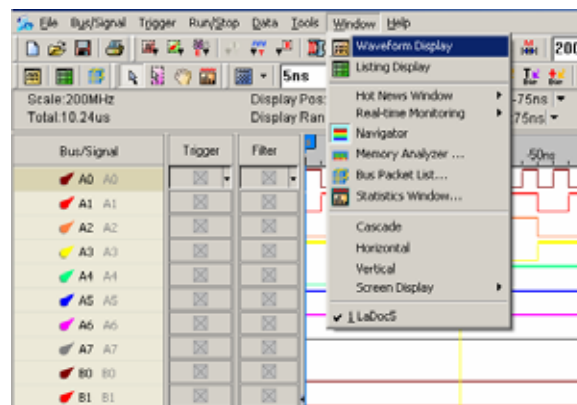 File Bus/Signal Trigger Run/Stop Data Tools Window Help
Waveform Display
Listing Display
Hot News Window
Real-time Monitoring
Navigator
Memory Analyzer ...
Bus Packet List...
Statistics Window...
Cascade
Horizontal
Vertical
Screen Display
1 LaDoc5
200
5ns
Scale:200MHz Display Pos: -75ns
Total:10.24us Display Ran 75ns
Bus/Signal Trigger Filter -50ns
A0 A0
A1 A1
A2 A2
A3 A3
A4 A4
A5 A5
A6 A6
A7 A7
B0 B0
B1 B1